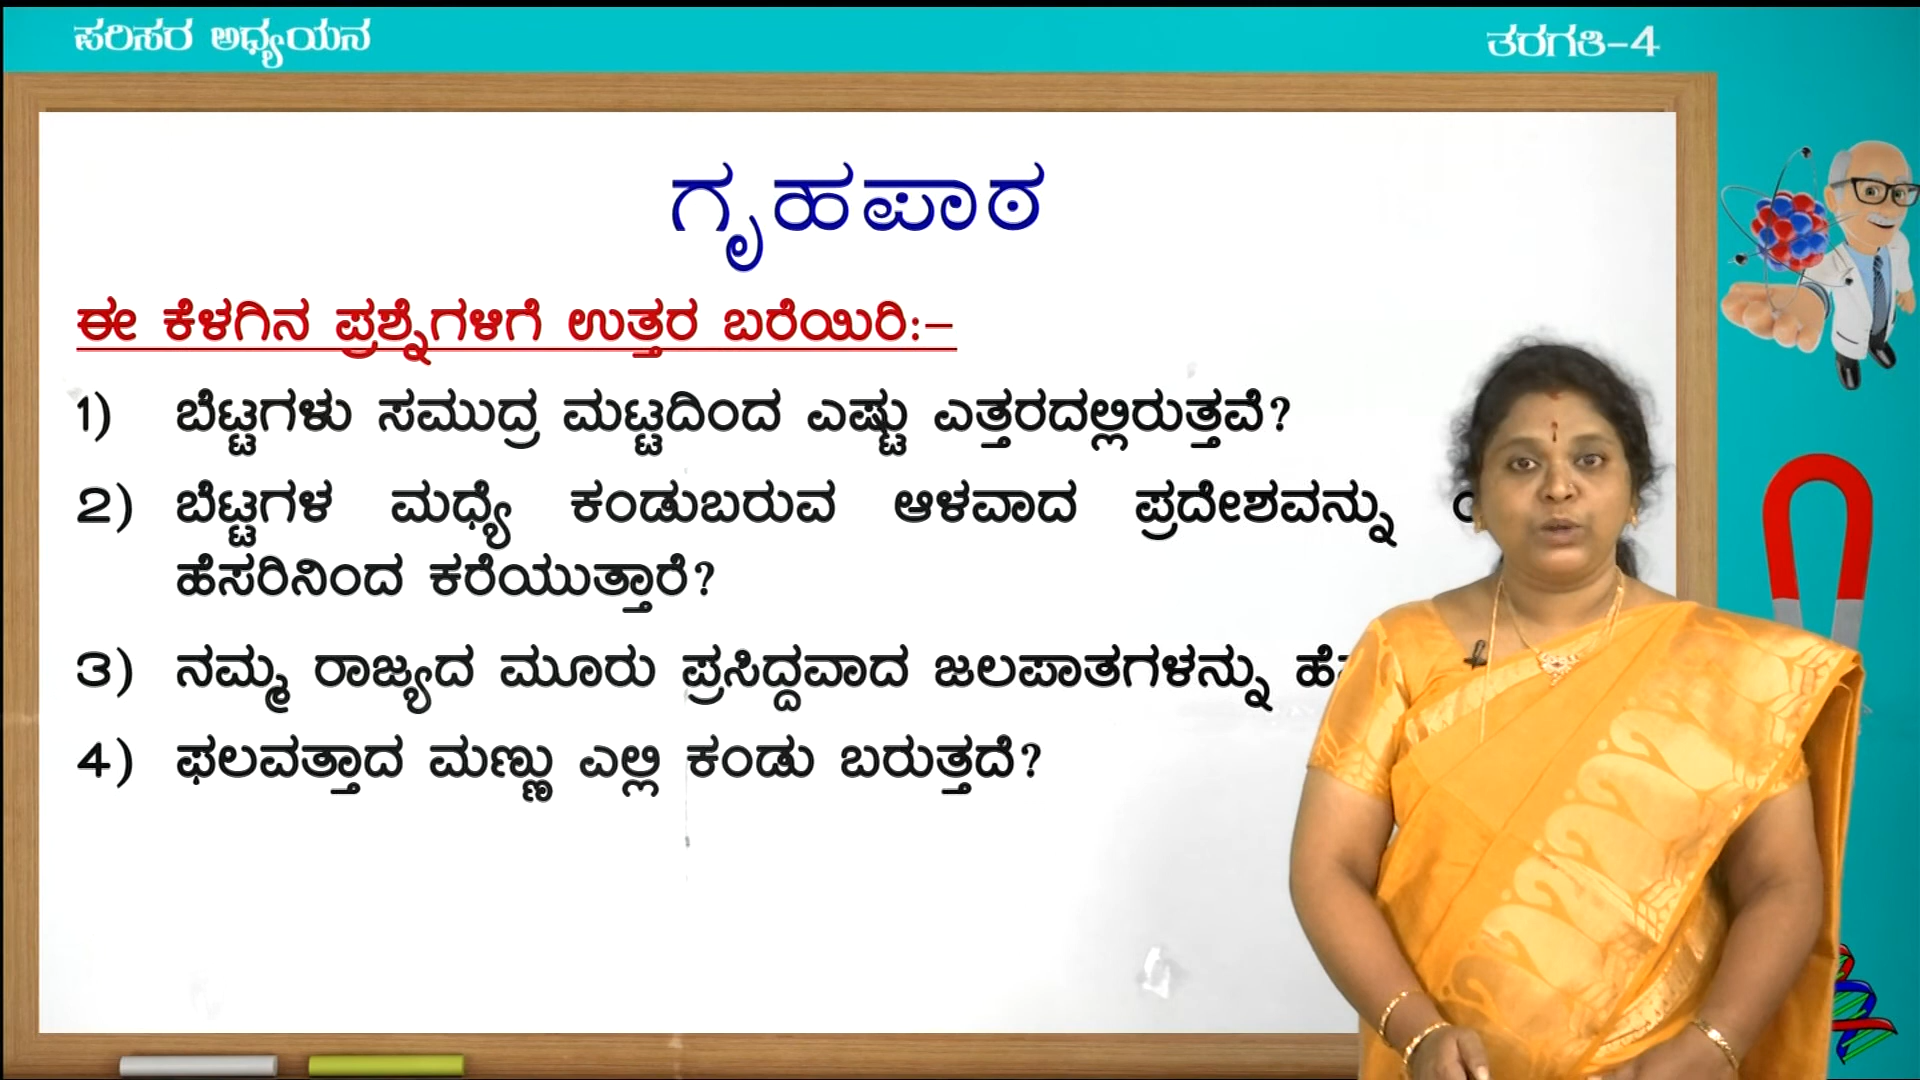 ಪರಿಸರ ಅಧ್ಯಯನ
ತರಗತಿ-4
ಗೃಹಪಾಠ
ಈ ಕೆಳಗಿನ ಪ್ರಶ್ನೆಗಳಿಗೆ ಉತ್ತರ ಬರೆಯಿರಿ:-
1) ಬೆಟ್ಟಗಳು ಸಮುದ್ರ ಮಟ್ಟದಿಂದ ಎಷ್ಟು ಎತ್ತರದಲ್ಲಿರುತ್ತವೆ?
2) ಬೆಟ್ಟಗಳ ಮಧ್ಯೆ ಕಂಡುಬರುವ ಆಳವಾದ ಪ್ರದೇಶವನ್ನು
ಹೆಸರಿನಿಂದ ಕರೆಯುತ್ತಾರೆ?
3) ನಮ್ಮ ರಾಜ್ಯದ ಮೂರು ಪ್ರಸಿದ್ದವಾದ ಜಲಪಾತಗಳನ್ನು
4) ಫಲವತ್ತಾದ ಮಣ್ಣು ಎಲ್ಲಿ ಕಂಡು ಬರುತ್ತದೆ?